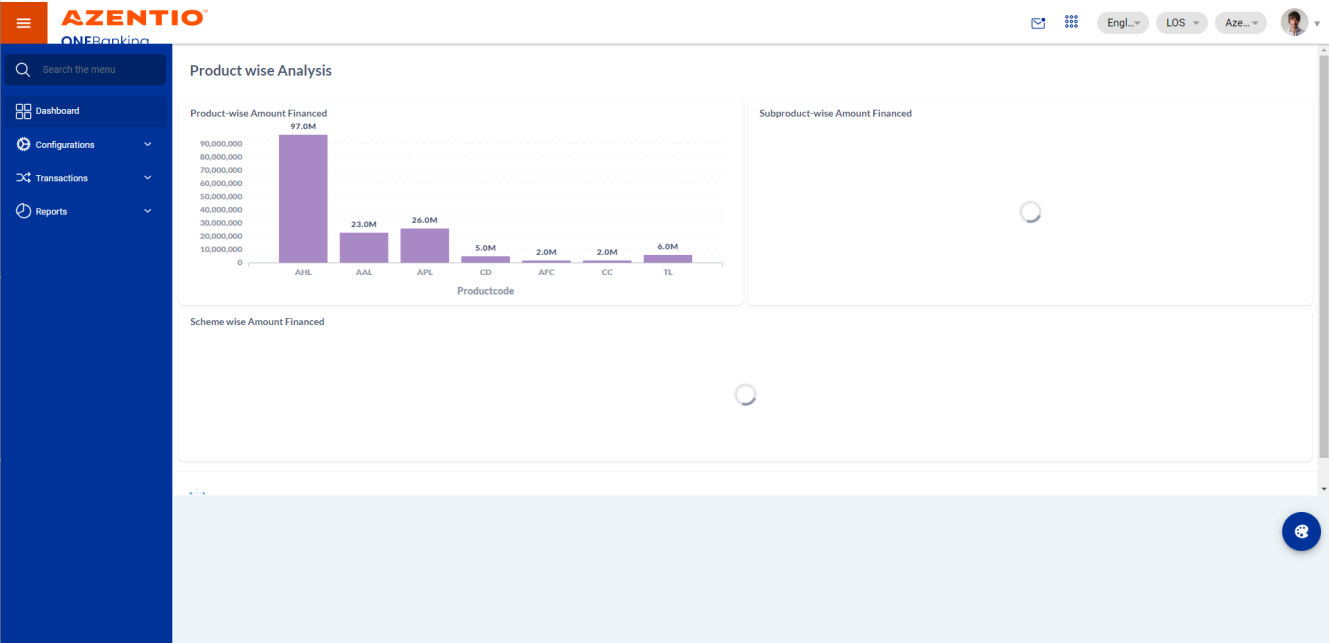 AZENTIO™
ONEBanking
Engl...
LOS
Aze...
Search the menu
Dashboard
Configurations
Transactions
Reports
Product wise Analysis
Product-wise Amount Financed
97.0M
90,000,000
80,000,000
70,000,000
60,000,000
50,000,000
40,000,000
30,000,000
20,000,000
10,000,000
0
23.0M
26.0M
5.0M
2.0M
2.0M
6.0M
AHL AAL APL CD AFC CC TL
Productcode
Subproduct-wise Amount Financed
Scheme wise Amount Financed